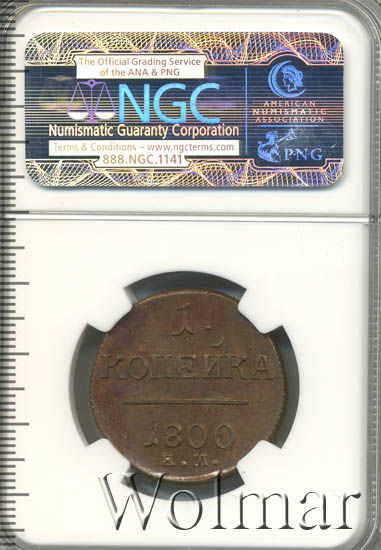 The Official Grading Service
of the ANA & PNG
NGC
Numismatic Guaranty Corporation
Terms & Conditions – www.ngcterms.com
888.NGC.1141
AMERICAN
NUMISMATIC
ASSOCIATION
PNG
1.
КОПѢЙКА
1800
Е.М.
Wolmar